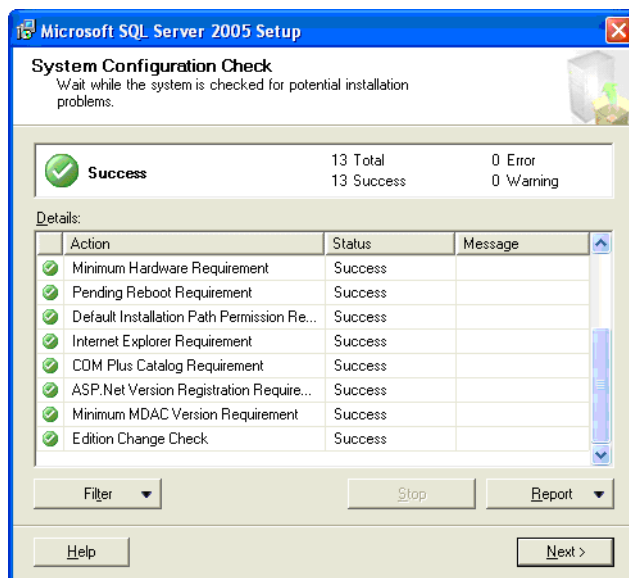 Microsoft SQL Server 2005 Setup
System Configuration Check
Wait while the system is checked for potential installation
problems.
Success
13 Total
0 Error
13 Success
0 Warning
Details:
Action Status Message
Minimum Hardware Requirement Success
Pending Reboot Requirement Success
Default Installation Path Permission Re... Success
Internet Explorer Requirement Success
COM Plus Catalog Requirement Success
ASP.Net Version Registration Require... Success
Minimum MDAC Version Requirement Success
Edition Change Check Success
Filter Stop Report
Help Next >